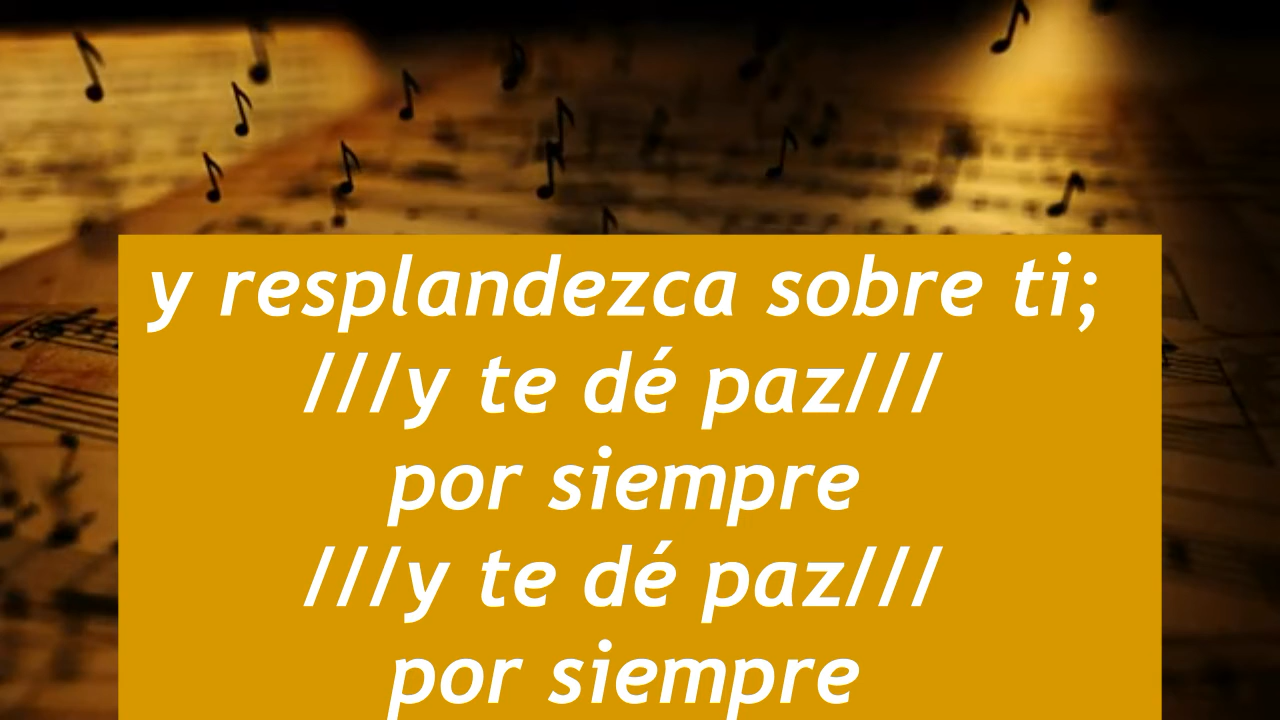 y resplandezca sobre ti;
///y te dé paz///
por siempre
///y te dé paz///
por siempre